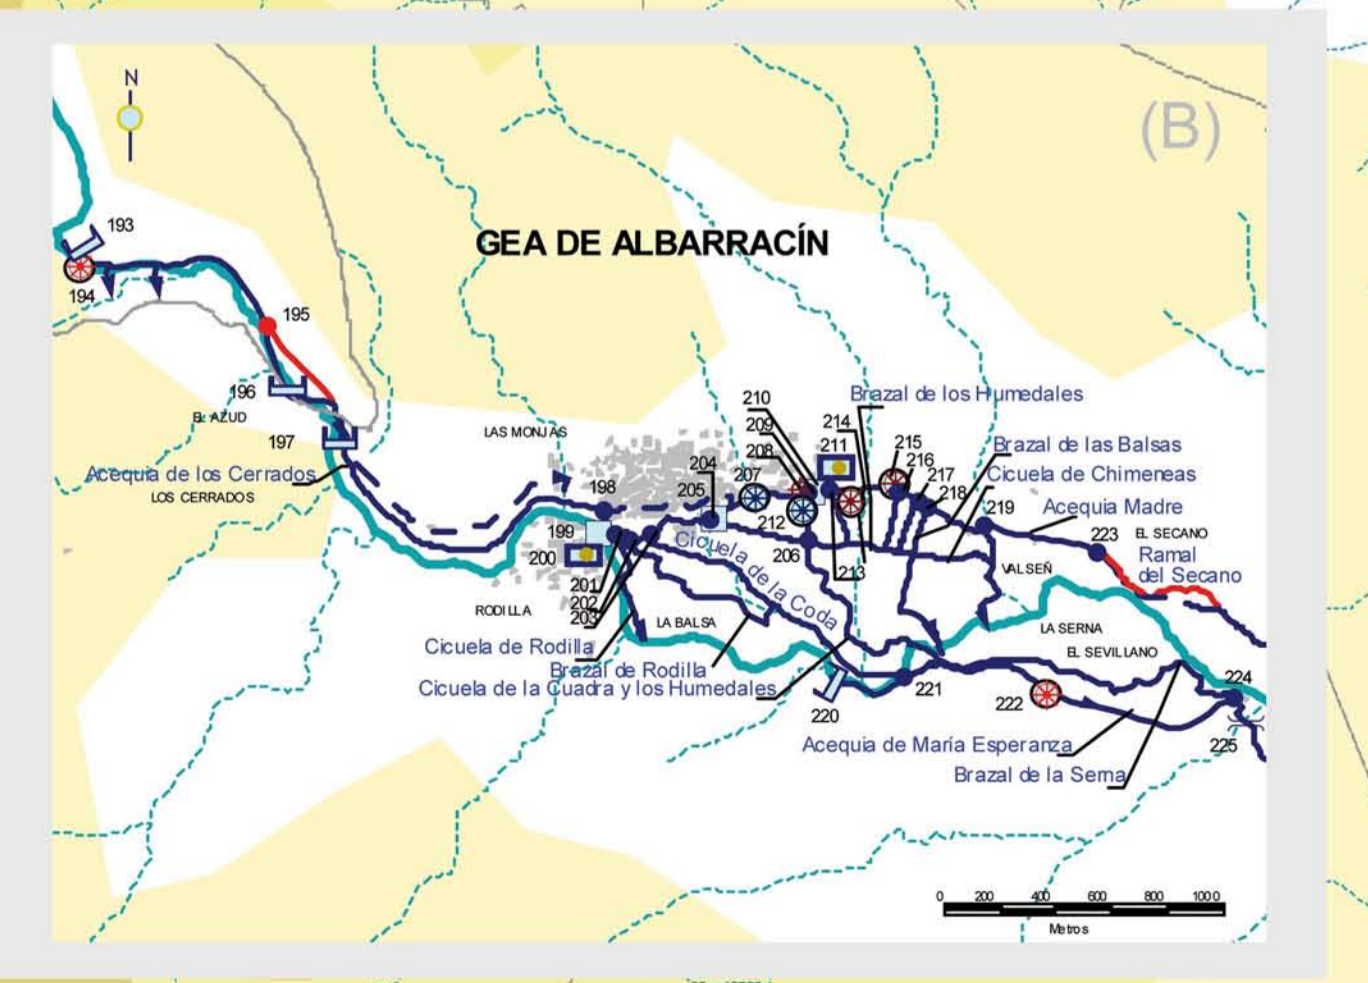 N
(B)
193
GEA DE ALBARRACÍN
194
195
196
EL AZUD
197
Acequia de los Cerrados
LOS CERRADOS
LAS MONJAS
198
199
200
201
202
203
204
205
206
207
208
209
210
211
212
213
214
215
216
217
218
219
Brazal de los Humedales
Brazal de las Balsas
Cicuela de Chimeneas
Acequia Madre
223
EL SECANO
Ramal
del Secano
VALSEÑ
Cicuela de la Coda
RODILLA
LA BALSA
LA SERNA
EL SEVILLANO
Cicuela de Rodilla
Brazal de Rodilla
Cicuela de la Cuadra y los Humedales
220
221
222
224
225
Acequia de María Esperanza
Brazal de la Serna
0 200 400 600 800 1000
Metros